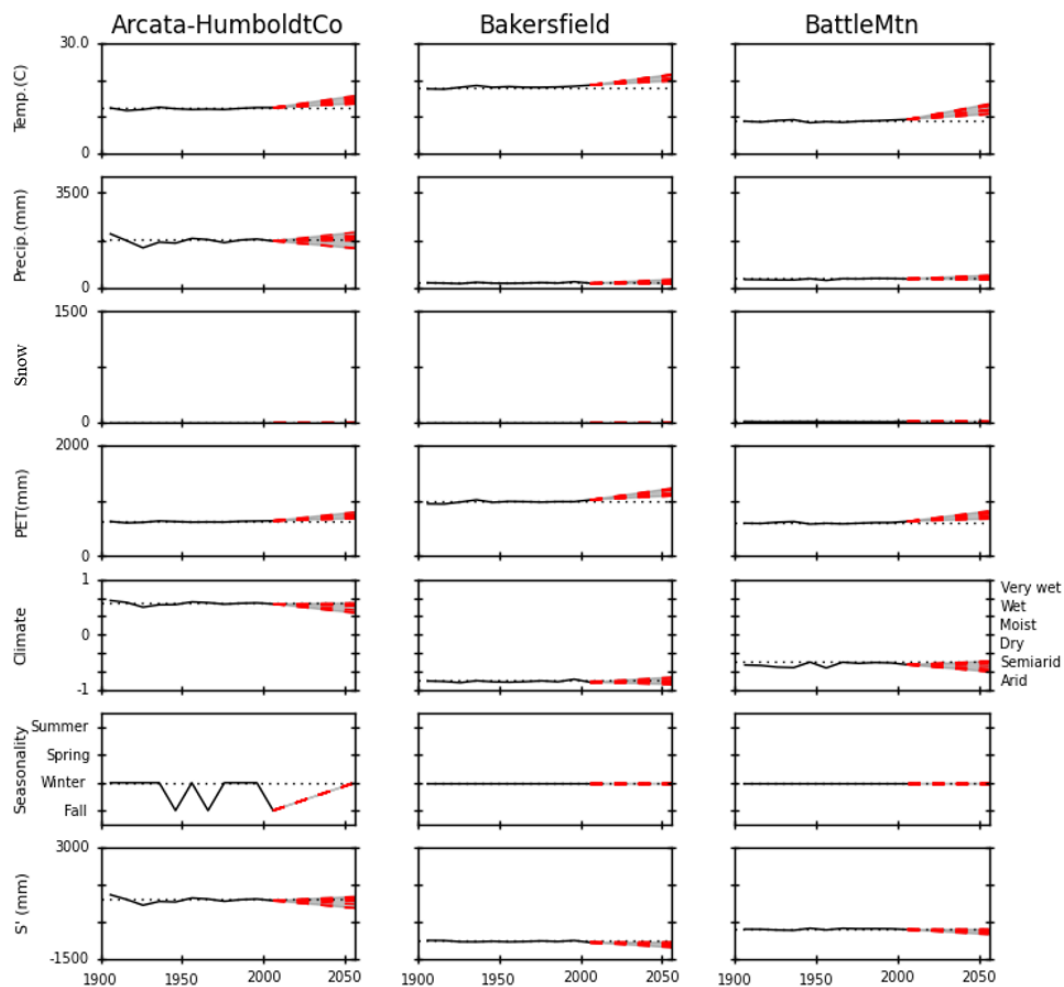 Arcata-HumboldtCo Bakersfield BattleMtn
30.0
Temp.(C)
0
3500
Precip.(mm)
0
1500
Snow
0
2000
PET(mm)
0
1
Climate
0
-1
Very wet
Wet
Moist
Dry
Semiarid
Arid
Seasonality
Summer
Spring
Winter
Fall
3000
S' (mm)
-1500
1900 1950 2000 2050 1900 1950 2000 2050 1900 1950 2000 2050